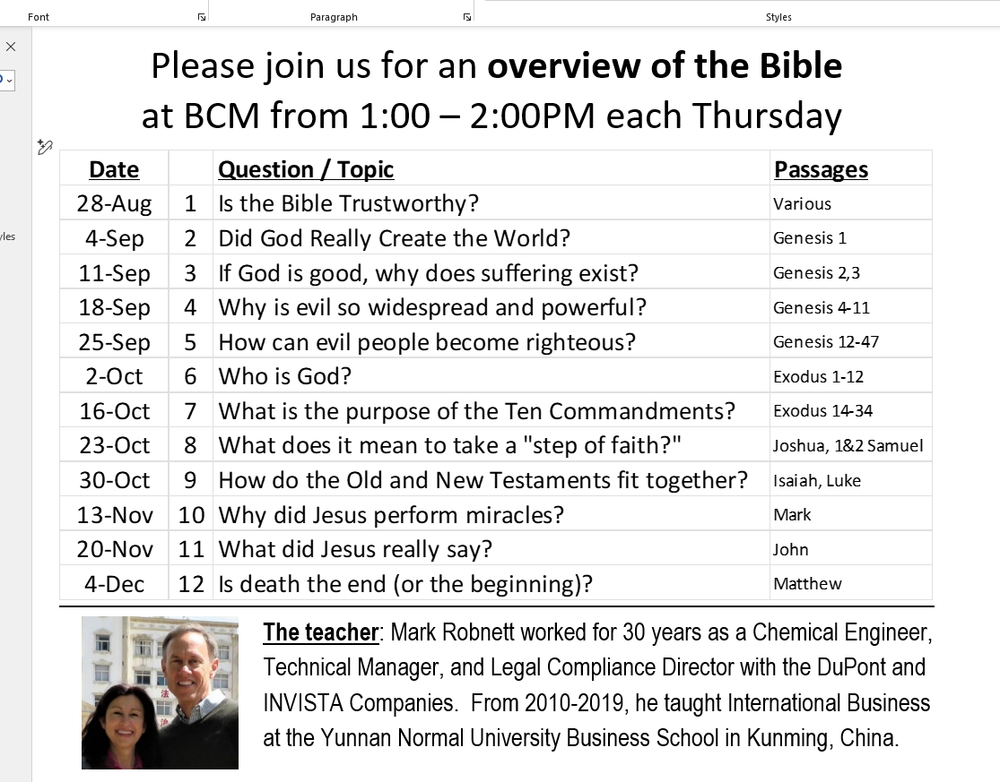 Font Paragraph Styles
Please join us for an overview of the Bible
at BCM from 1:00 – 2:00PM each Thursday
Date Question / Topic Passages
28-Aug 1 Is the Bible Trustworthy? Various
4-Sep 2 Did God Really Create the World? Genesis 1
yles
11-Sep 3 If God is good, why does suffering exist? Genesis 2,3
18-Sep 4 Why is evil so widespread and powerful? Genesis 4-11
25-Sep 5 How can evil people become righteous? Genesis 12-47
2-Oct 6 Who is God? Exodus 1-12
16-Oct 7 What is the purpose of the Ten Commandments? Exodus 14-34
23-Oct 8 What does it mean to take a "step of faith?" Joshua, 1&2 Samuel
30-Oct 9 How do the Old and New Testaments fit together? Isaiah, Luke
13-Nov 10 Why did Jesus perform miracles? Mark
20-Nov 11 What did Jesus really say? John
4-Dec 12 Is death the end (or the beginning)? Matthew
The teacher: Mark Robnett worked for 30 years as a Chemical Engineer,
Technical Manager, and Legal Compliance Director with the DuPont and
INVISTA Companies. From 2010-2019, he taught International Business
at the Yunnan Normal University Business School in Kunming, China.
法
治